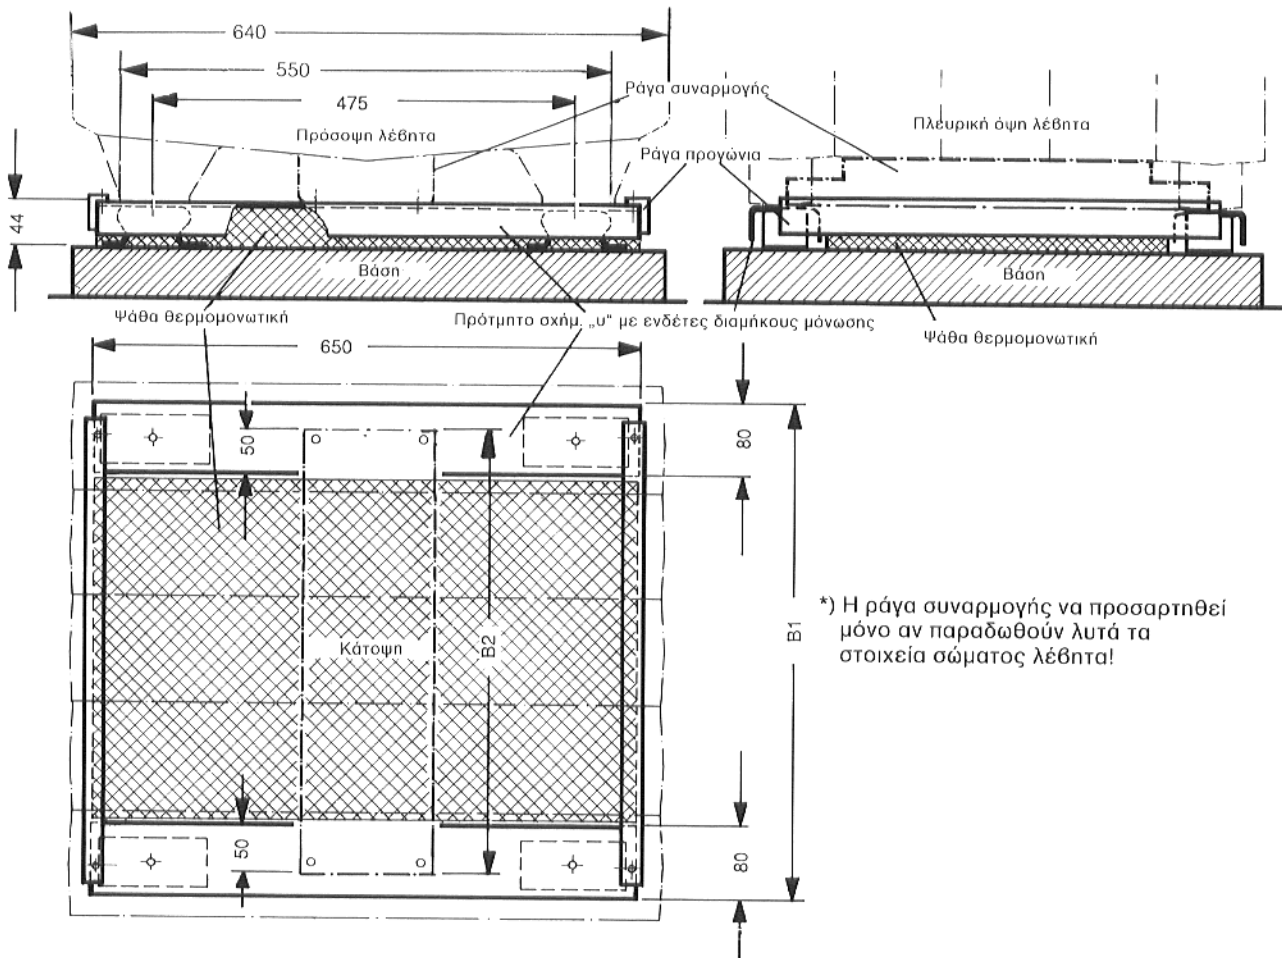 640
550
475
Ράγα συναρμογής
Πρόσοψη λέβητα
Πλευρική όψη λέβητα
Ράγα προγώνια
44
Βάση
Βάση
Ψάθα θερμομονωτική
Πρότμητο σχήμ. „υ“ με ενδέτες διαμήκους μόνωσης
Ψάθα θερμομονωτική
650
50
80
Κάτοψη
B2
B1
*) Η ράγα συναρμογής να προσαρτηθεί
μόνο αν παραδωθούν λυτά τα
στοιχεία σώματος λέβητα!
50
80